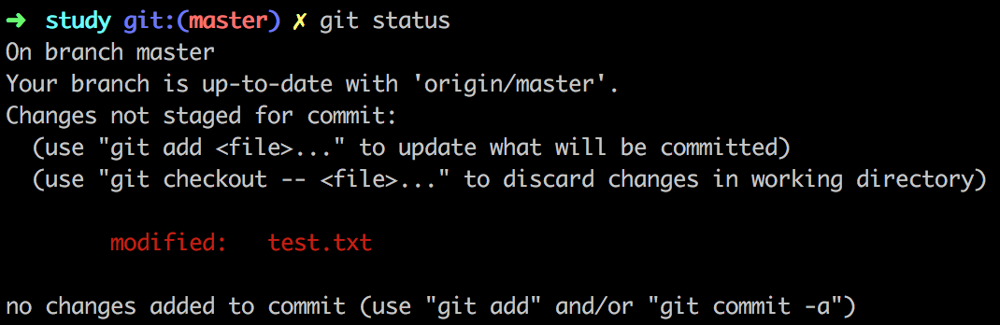 ➜ study git:(master) ✗ git status
On branch master
Your branch is up-to-date with 'origin/master'.
Changes not staged for commit:
  (use "git add <file>..." to update what will be committed)
  (use "git checkout -- <file>..." to discard changes in working directory)
        modified:   test.txt
no changes added to commit (use "git add" and/or "git commit -a")